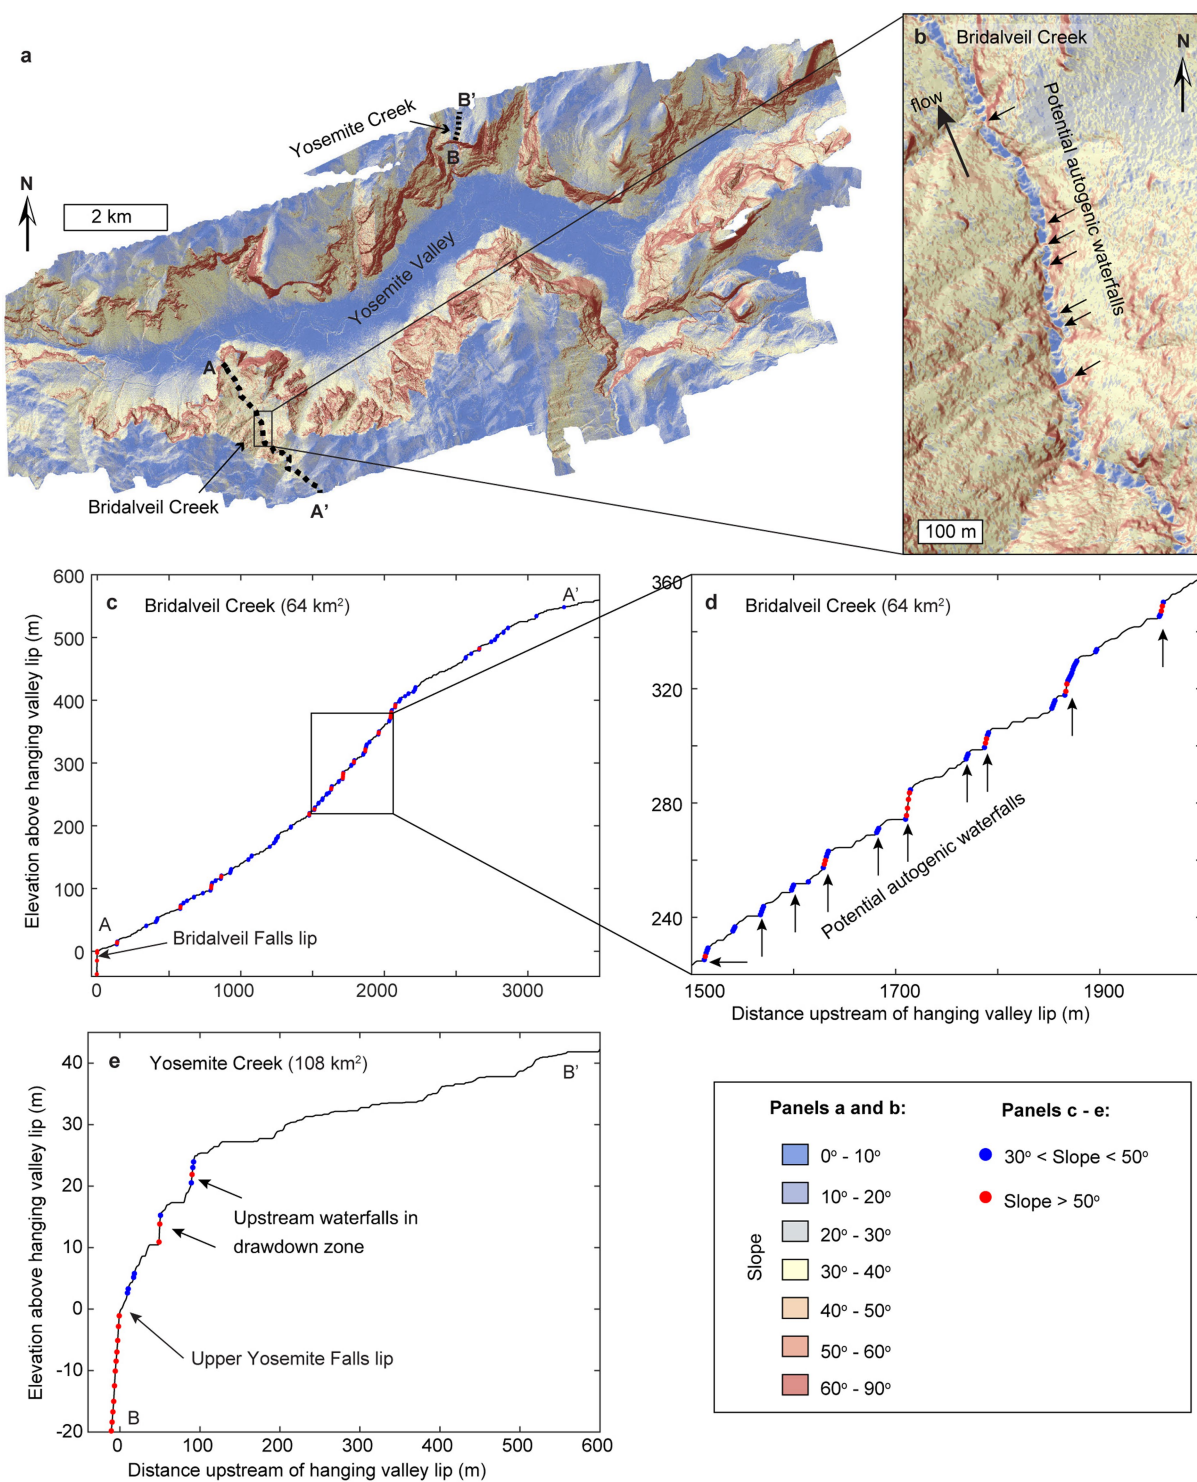 a
Yosemite Creek
B'
B
N
2 km
Yosemite Valley
A
Bridalveil Creek
A'
b
Bridalveil Creek
N
flow
Potential autogenic waterfalls
100 m
c
Bridalveil Creek (64 km²)
A'
Elevation above hanging valley lip (m)
600
500
400
300
200
100
0
A
Bridalveil Falls lip
0
1000
2000
3000
d
Bridalveil Creek (64 km²)
360
320
280
240
Potential autogenic waterfalls
1500
1700
1900
Distance upstream of hanging valley lip (m)
e
Yosemite Creek (108 km²)
B'
Elevation above hanging valley lip (m)
40
30
20
10
0
-10
-20
Upstream waterfalls in
drawdown zone
Upper Yosemite Falls lip
B
0
100
200
300
400
500
600
Distance upstream of hanging valley lip (m)
Panels a and b:
Slope
0° - 10°
10° - 20°
20° - 30°
30° - 40°
40° - 50°
50° - 60°
60° - 90°
Panels c - e:
30° < Slope < 50°
Slope > 50°